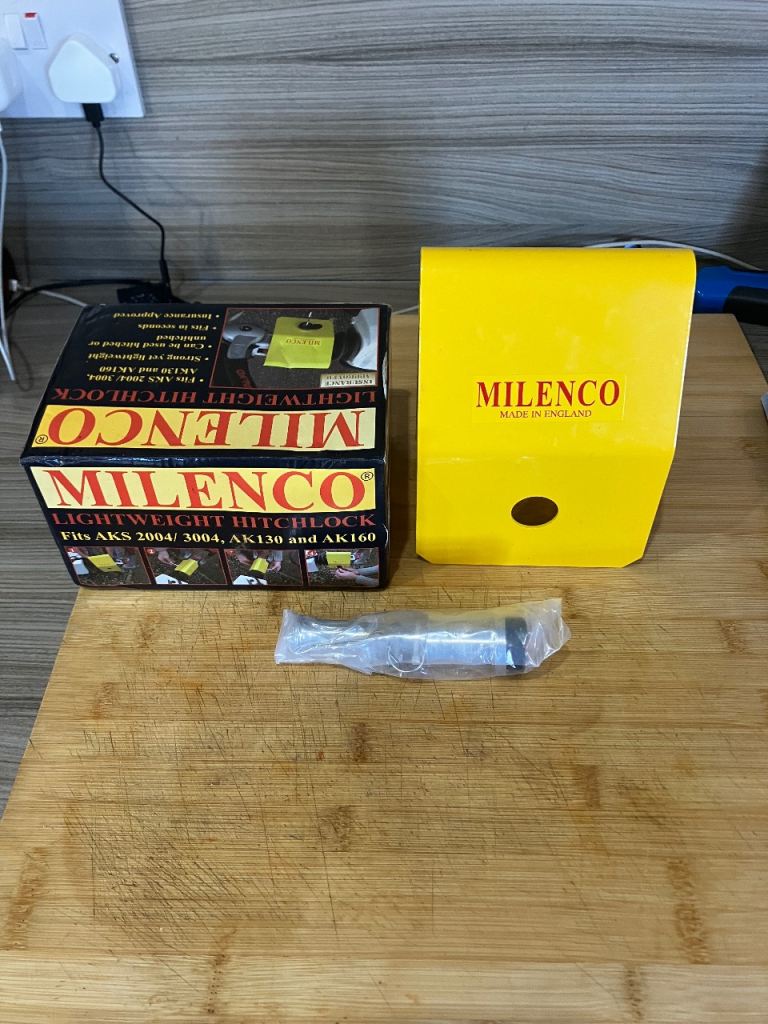 MILENCO®
LIGHTWEIGHT HITCHLOCK
• Fits AKS 2004/ 3004,
AK130 and AK160
• Strong yet lightweight
• Can be used hitched or
unhitched
• Fits in seconds
• Insurance Approved
INSURANCE
APPROVED
MILENCO
MILENCO®
LIGHTWEIGHT HITCHLOCK
Fits AKS 2004/ 3004, AK130 and AK160
MILENCO
MADE IN ENGLAND